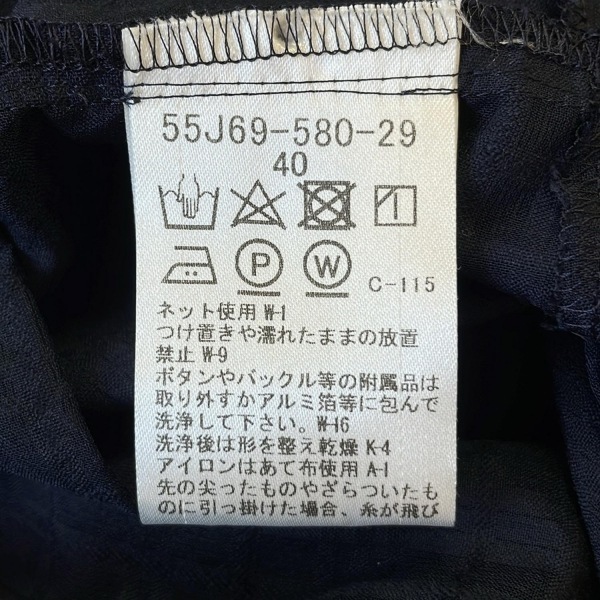 55J69-580-29
40
P
W
C-115
ネット使用 W-1
つけ置きや濡れたままの放置
禁止 W-9
ボタンやバックル等の附属品は
取り外すかアルミ箔等に包んで
洗浄して下さい。W-16
洗浄後は形を整え乾燥 K-4
アイロンはあて布使用 A-1
先の尖ったものやざらついたも
のに引っ掛けた場合、糸が飛び